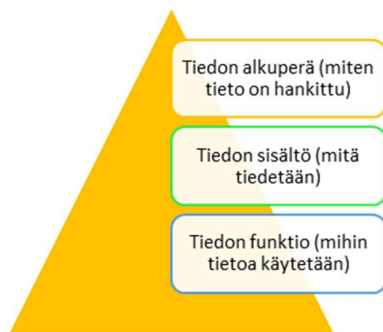 Tiedon alkuperä (miten
tieto on hankittu)
Tiedon sisältö (mitä
tiedetään)
Tiedon funktio (mihin
tietoa käytetään)